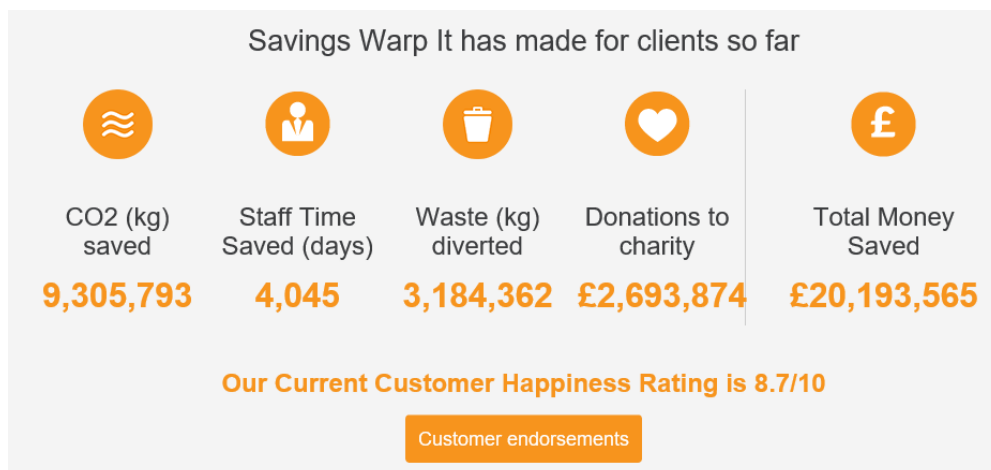 Savings Warp It has made for clients so far
£
CO2 (kg)
saved
9,305,793
Staff Time
Saved (days)
4,045
Waste (kg)
diverted
3,184,362
Donations to
charity
£2,693,874
Total Money
Saved
£20,193,565
Our Current Customer Happiness Rating is 8.7/10
Customer endorsements